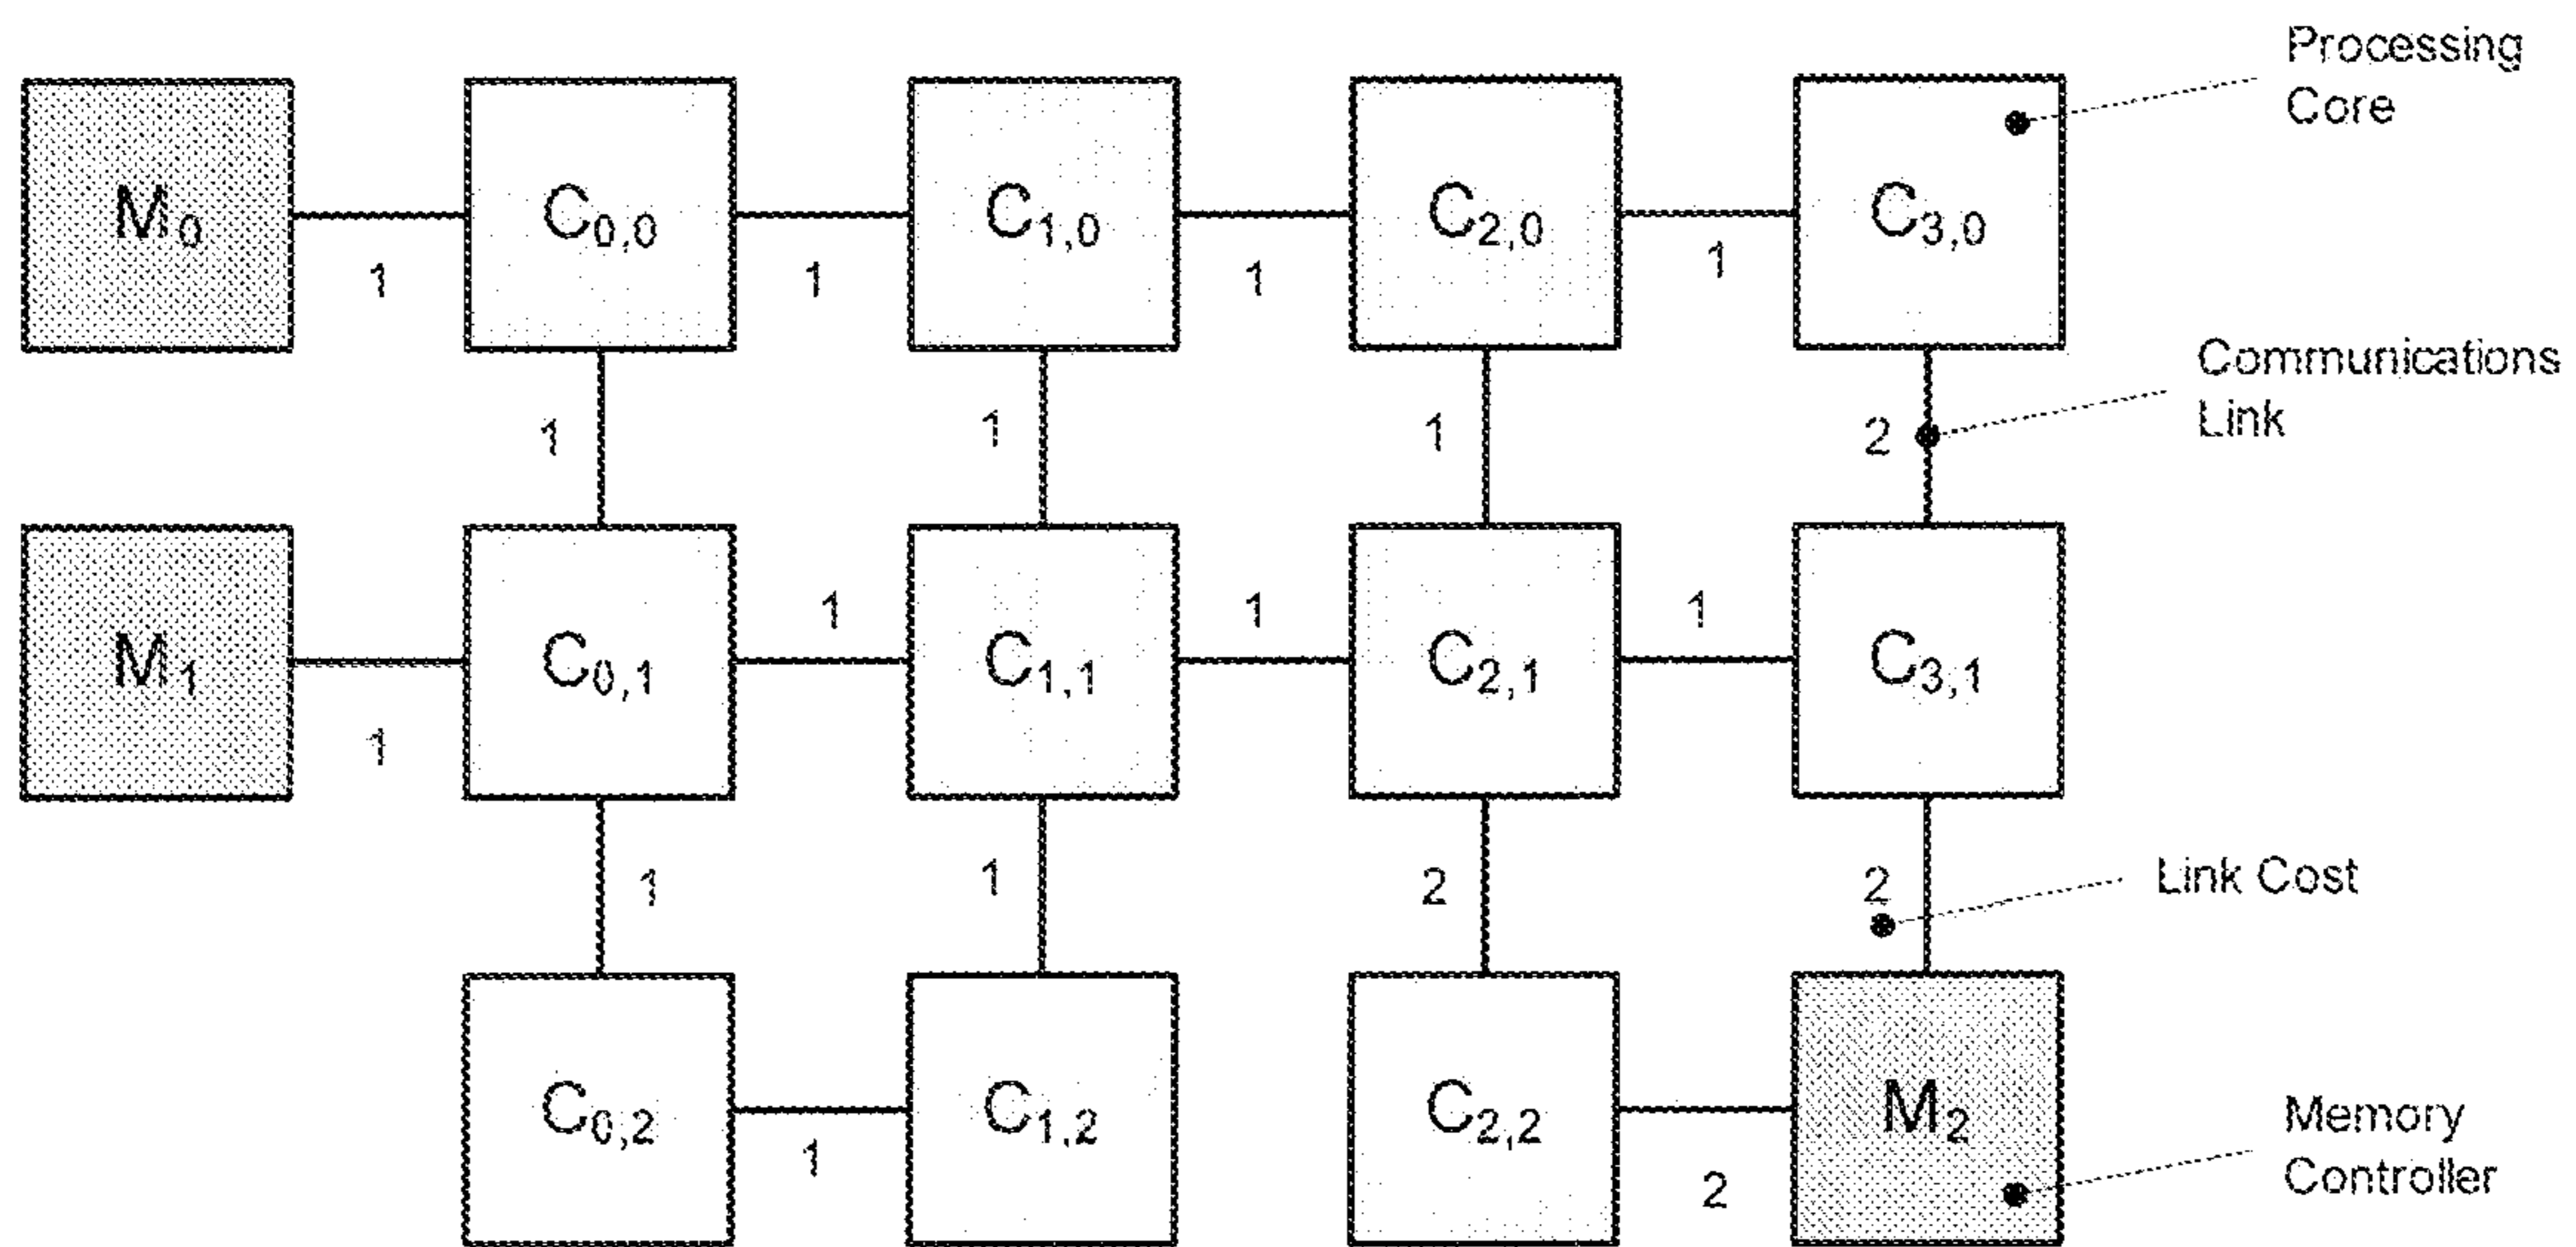 Processing
Core
M0 C0,0 C1,0 C2,0 C3,0
1 1 1 1
Communications
Link
1 1 1 2
M1 C0,1 C1,1 C2,1 C3,1
1 1 1 1
1 1 2 2
Link Cost
C0,2 C1,2 C2,2 M2
1 2
Memory
Controller